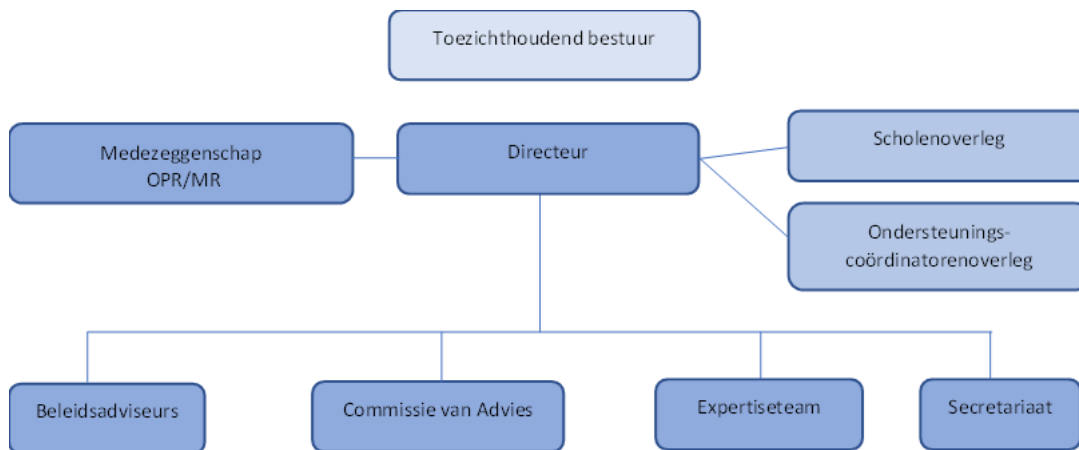 Toezichthoudend bestuur
Medezeggenschap
OPR/MR
Directeur
Scholenoverleg
Ondersteunings-
coördinatorenoverleg
Beleidsadviseurs
Commissie van Advies
Expertiseteam
Secretariaat